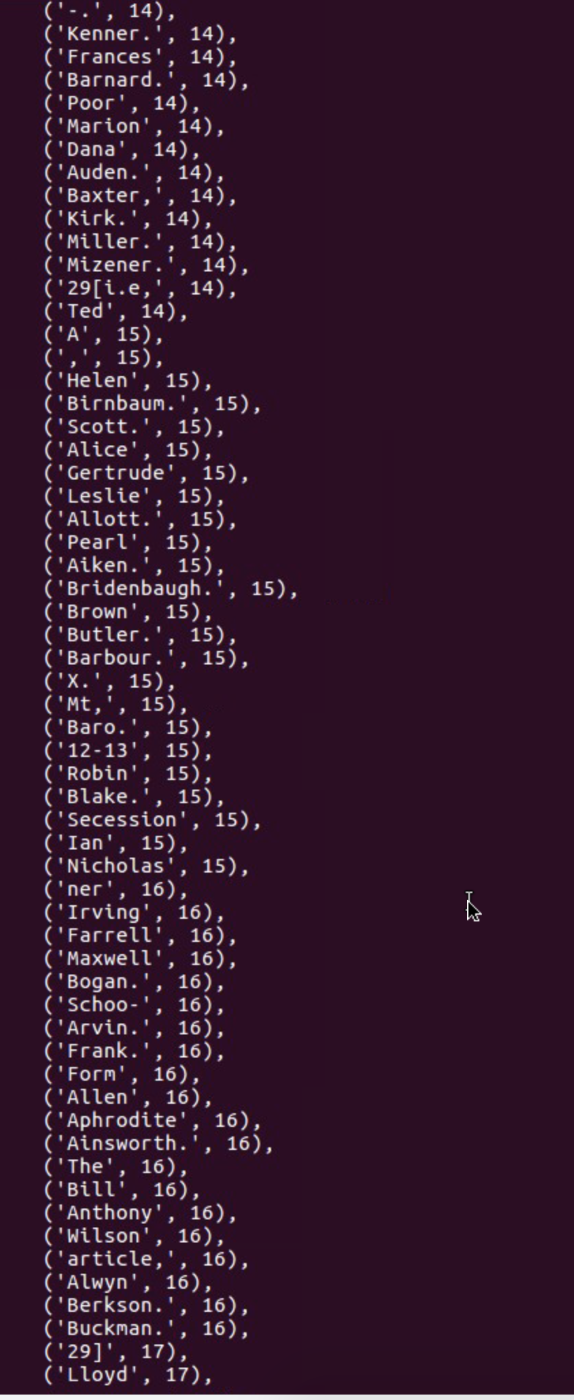 ('-.', 14),
('Kenner.', 14),
('Frances', 14),
('Barnard.', 14),
('Poor', 14),
('Marion', 14),
('Dana', 14),
('Auden.', 14),
('Baxter,', 14),
('Kirk.', 14),
('Miller.', 14),
('Mizener.', 14),
('29[i.e,', 14),
('Ted', 14),
('A', 15),
(',', 15),
('Helen', 15),
('Birnbaum.', 15),
('Scott.', 15),
('Alice', 15),
('Gertrude', 15),
('Leslie', 15),
('Allott.', 15),
('Pearl', 15),
('Aiken.', 15),
('Bridenbaugh.', 15),
('Brown', 15),
('Butler.', 15),
('Barbour.', 15),
('X.', 15),
('Mt,', 15),
('Baro.', 15),
('12-13', 15),
('Robin', 15),
('Blake.', 15),
('Secession', 15),
('Ian', 15),
('Nicholas', 15),
('ner', 16),
('Irving', 16),
('Farrell', 16),
('Maxwell', 16),
('Bogan.', 16),
('Schoo-', 16),
('Arvin.', 16),
('Frank.', 16),
('Form', 16),
('Allen', 16),
('Aphrodite', 16),
('Ainsworth.', 16),
('The', 16),
('Bill', 16),
('Anthony', 16),
('Wilson', 16),
('article,', 16),
('Alwyn', 16),
('Berkson.', 16),
('Buckman.', 16),
('29]', 17),
('Lloyd', 17),